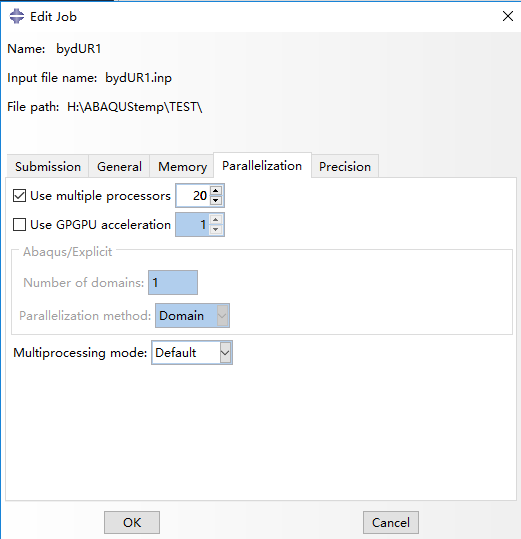 Edit Job
Name: bydUR1
Input file name: bydUR1.inp
File path: H:\ABAQUStemp\TEST\
Submission General Memory Parallelization Precision
Use multiple processors 20
Use GPGPU acceleration 1
Abaqus/Explicit
Number of domains: 1
Parallelization method: Domain
Multiprocessing mode: Default
OK Cancel